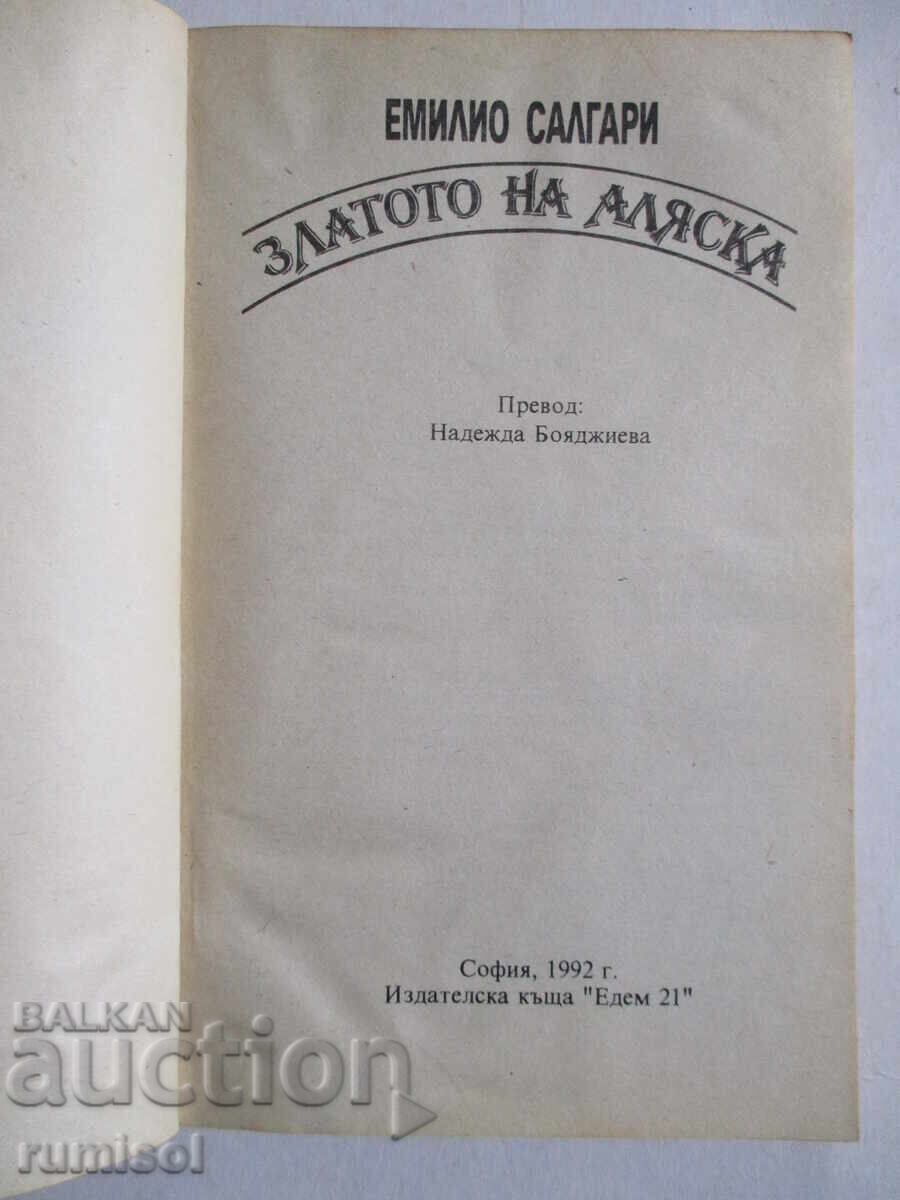 ЕМИЛИО САЛГАРИ
ЗЛАТОТО НА АЛЯСКА
Превод:
Надежда Бояджиева
София, 1992 г.
Издателска къща "Едем 21"
BALKAN
auction
rumisol